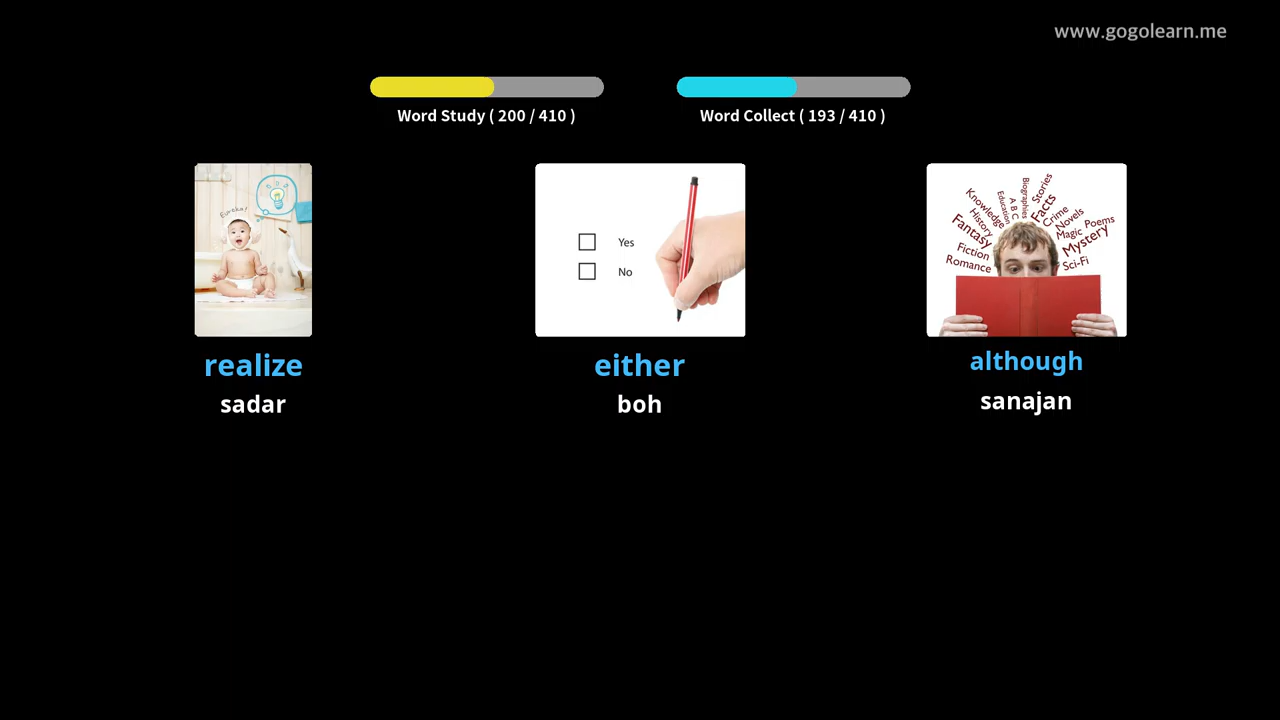 www.gogolearn.me
Word Study ( 200 / 410 )
Word Collect ( 193 / 410 )
Eureka!
Yes
No
Knowledge
History
Fantasy
Fiction
Romance
Education
A B C
Biographies
Stories
Facts
Crime
Novels
Magic
Poems
Mystery
Sci-Fi
realize
either
although
sadar
boh
sanajan